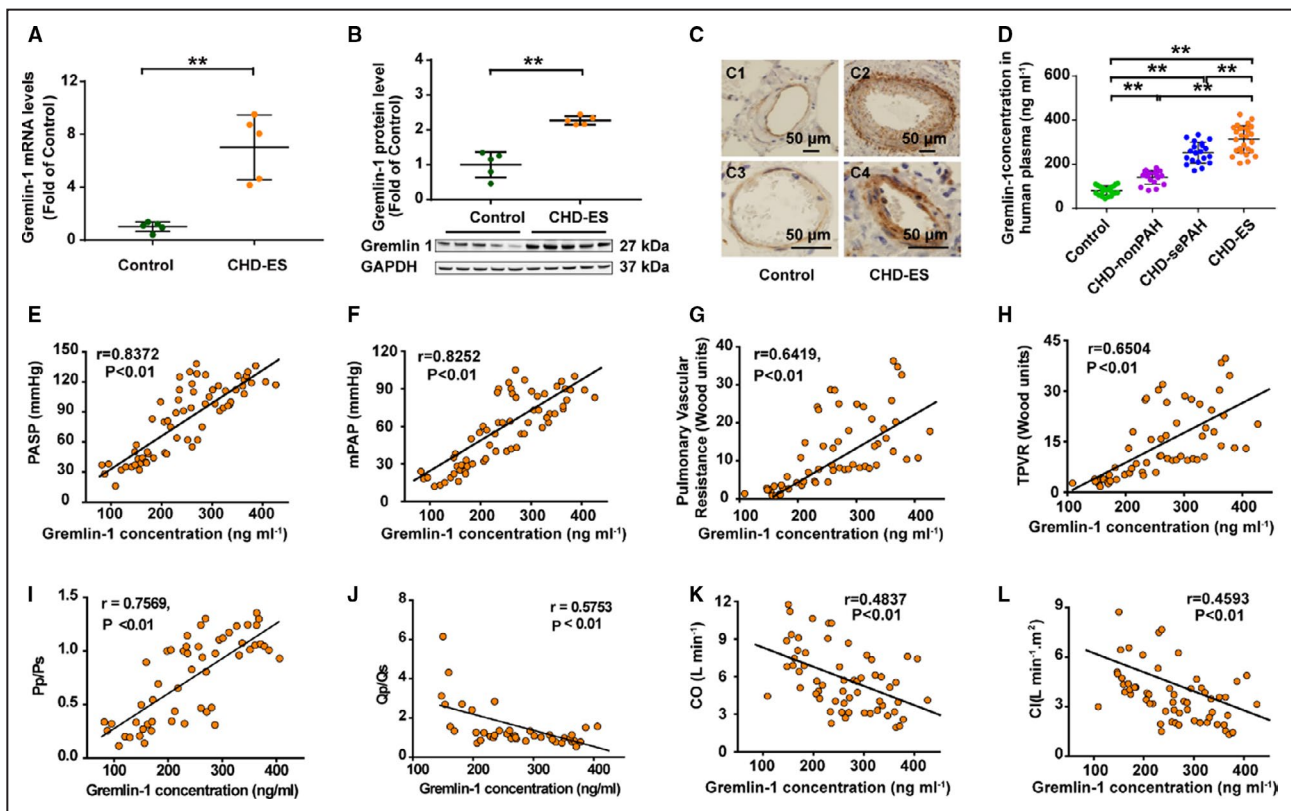 A
Gremlin-1 mRNA levels
(Fold of Control)
12
8
4
0
**
Control
CHD-ES
B
Gremlin-1 protein level
(Fold of Control)
4
3
2
1
0
**
Control
CHD-ES
Gremlin 1
27 kDa
GAPDH
37 kDa
C
C1
50 μm
C2
50 μm
C3
50 μm
C4
50 μm
Control
CHD-ES
D
Gremlin-1concentration in
human plasma (ng ml⁻¹)
600
400
200
0
**
** **
** **
Control
CHD-nonPAH
CHD-sePAH
CHD-ES
E
r=0.8372
P<0.01
PASP (mmHg)
150
120
90
60
30
0
100 200 300 400
Gremlin-1 concentration (ng ml⁻¹)
F
r=0.8252
P<0.01
mPAP (mmHg)
120
90
60
30
0
100 200 300 400
Gremlin-1 concentration (ng ml⁻¹)
G
r=0.6419,
P<0.01
Pulmonary Vascular
Resistance (Wood units)
40
30
20
10
0
100 200 300 400
Gremlin-1 concentration (ng ml⁻¹)
H
r=0.6504
P<0.01
TPVR (Wood units)
45
30
15
0
100 200 300 400
Gremlin-1 concentration (ng ml⁻¹)
I
r = 0.7569,
P <0.01
Pp/Ps
1.5
1.0
0.5
0.0
100 200 300 400
Gremlin-1 concentration (ng/ml)
J
r = 0.5753
P < 0.01
Qp/Qs
8
6
4
2
0
100 200 300 400
Gremlin-1 concentration (ng/ml)
K
r=0.4837
P<0.01
CO (L min⁻¹)
12
9
6
3
0
100 200 300 400
Gremlin-1 concentration (ng ml⁻¹)
L
r=0.4593
P<0.01
CI(L min⁻¹.m²)
9
6
3
0
100 200 300 400
Gremlin-1 concentration (ng ml⁻¹)